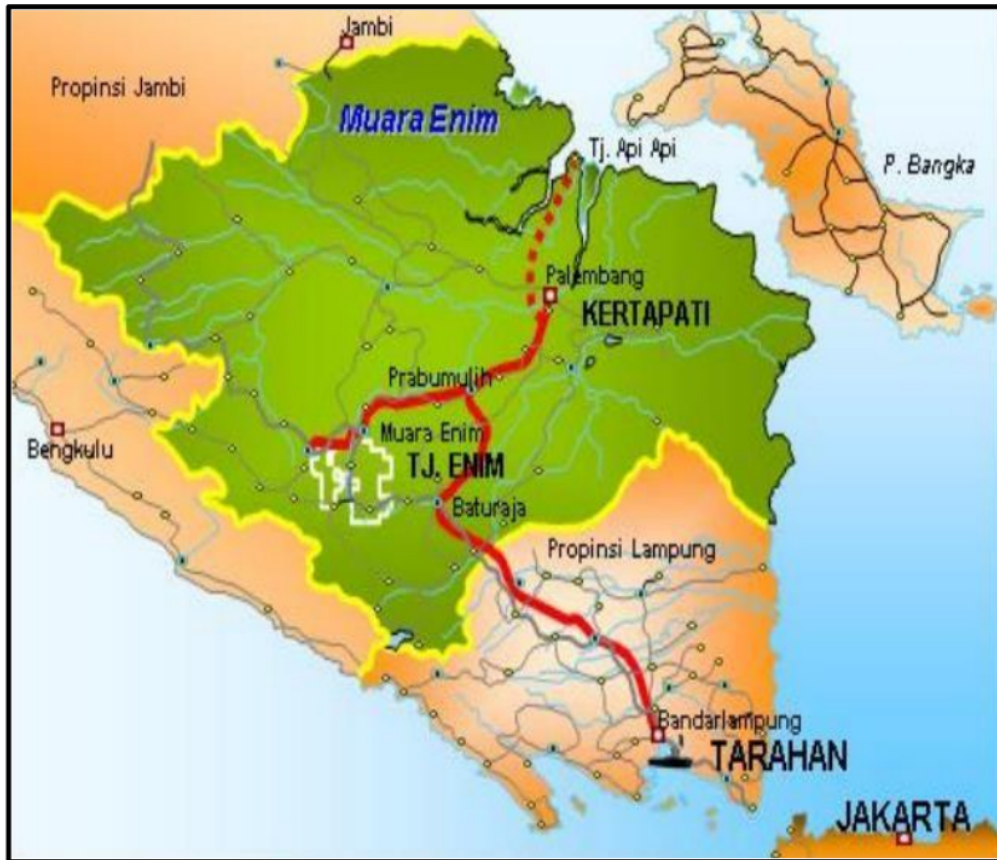 Jambi
Propinsi Jambi
Muara Enim
Tj. Api Api
P. Bangka
Palembang
KERTAPATI
Prabumulih
Muara Enim
Bengkulu
TJ. ENIM
Baturaja
Propinsi Lampung
Bandarlampung
TARAHAN
JAKARTA